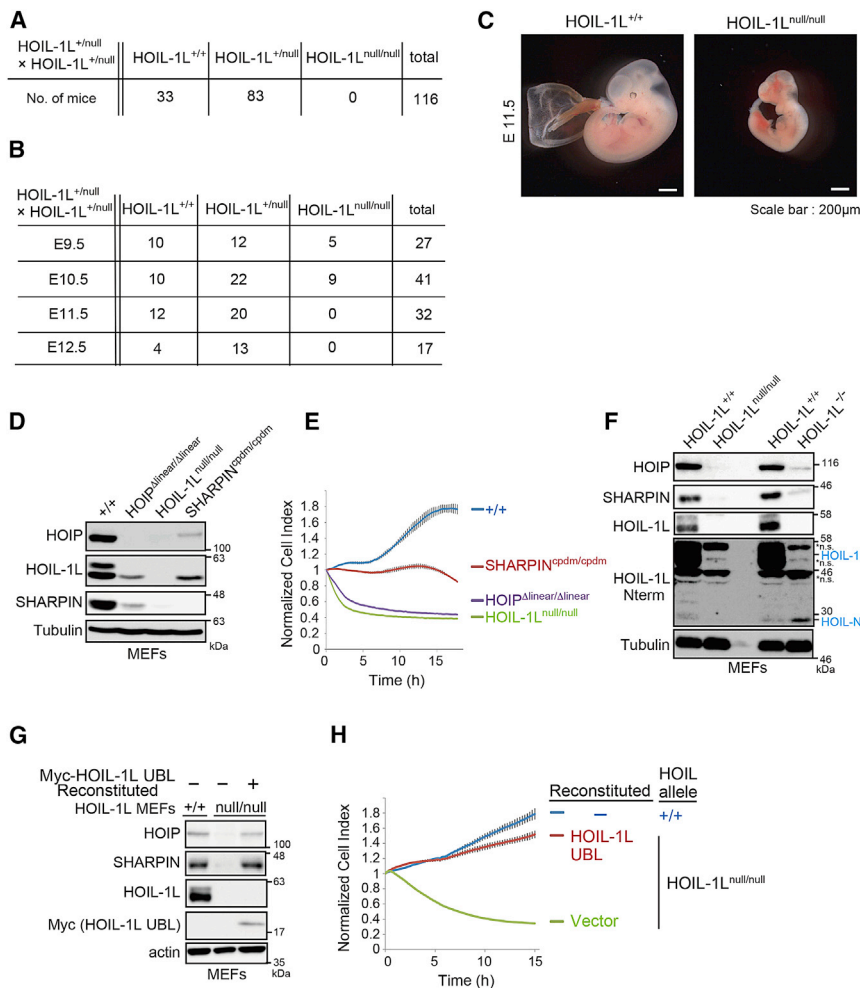 A
HOIL-1L+/null × HOIL-1L+/null HOIL-1L+/+ HOIL-1L+/null HOIL-1Lnull/null total
No. of mice 33 83 0 116
B
HOIL-1L+/null × HOIL-1L+/null HOIL-1L+/+ HOIL-1L+/null HOIL-1Lnull/null total
E9.5 10 12 5 27
E10.5 10 22 9 41
E11.5 12 20 0 32
E12.5 4 13 0 17
C
HOIL-1L+/+ HOIL-1Lnull/null
E 11.5
Scale bar : 200μm
D
+/+ HOIPΔlinear/Δlinear HOIL-1Lnull/null SHARPINcpdm/cpdm
HOIP
100
63
HOIL-1L
48
SHARPIN
63
Tubulin
kDa
MEFs
E
Normalized Cell Index
1.8
1.6
1.4
1.2
1
0.8
0.6
0.4
0.2
0
0 5 10 15
Time (h)
+/+
SHARPINcpdm/cpdm
HOIPΔlinear/Δlinear
HOIL-1Lnull/null
F
HOIL-1L+/+ HOIL-1Lnull/null HOIL-1L+/+ HOIL-1L-/-
HOIP
116
46
SHARPIN
HOIL-1L
58
58
*n.s.
HOIL-1
*n.s.
46
*n.s.
HOIL-1L
Nterm
30
HOIL-N
Tubulin
46
kDa
MEFs
G
Myc-HOIL-1L UBL
Reconstituted
− − +
HOIL-1L MEFs +/+ null/null
HOIP
100
48
SHARPIN
63
HOIL-1L
Myc (HOIL-1L UBL)
17
actin
35
kDa
MEFs
H
Normalized Cell Index
1.8
1.6
1.4
1.2
1.0
0.8
0.6
0.4
0.2
0
0 5 10 15
Time (h)
Reconstituted
HOIL
allele
− +/+
HOIL-1L
UBL
Vector
HOIL-1Lnull/null